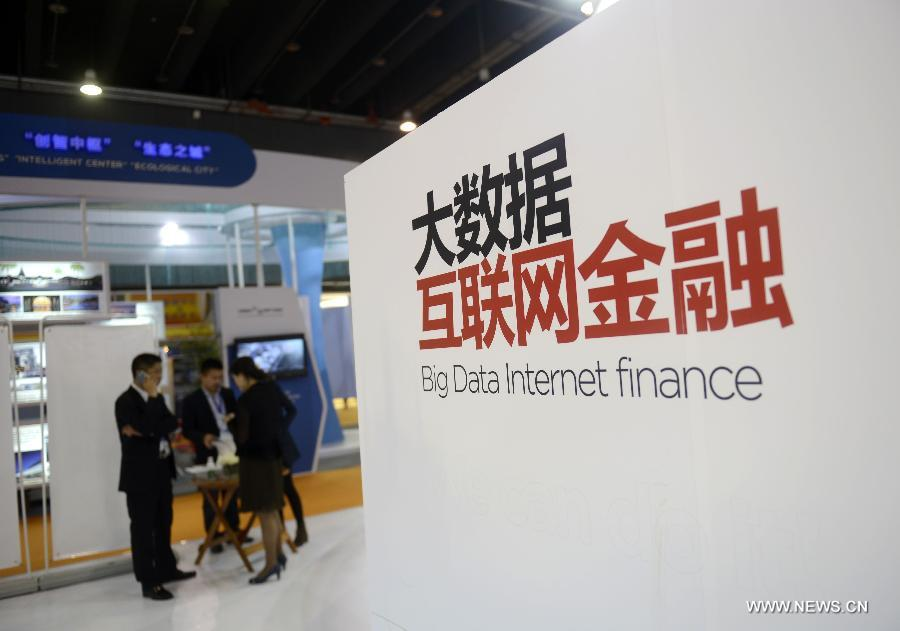 "创智中枢" "生态之城"
"INTELLIGENT CENTER" "ECOLOGICAL CITY"
大数据
互联网金融
Big Data Internet finance
WWW.NEWS.CN